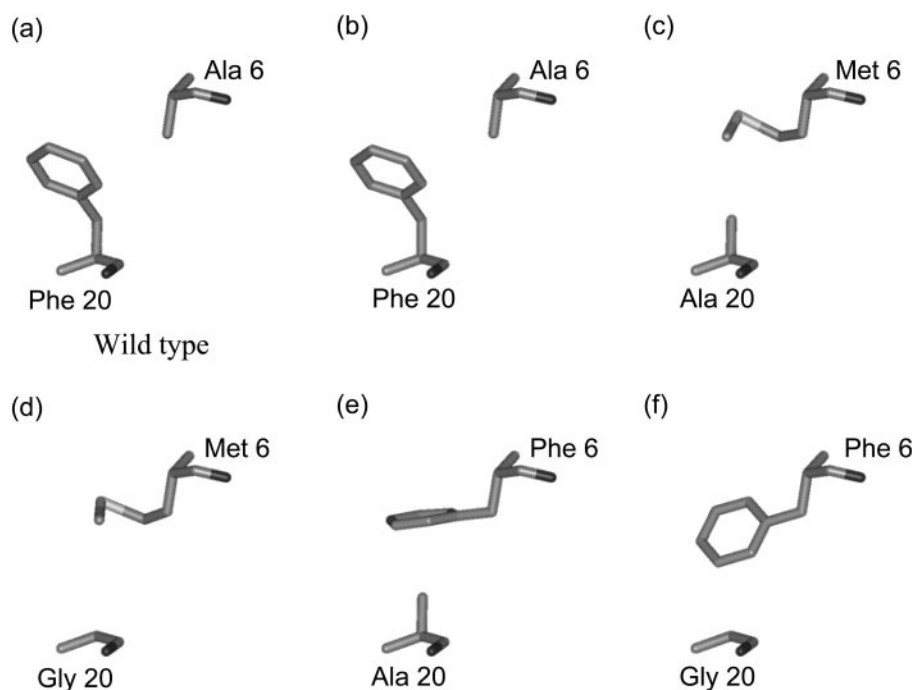 (a)
Ala 6
Phe 20
Wild type
(b)
Ala 6
Phe 20
(c)
Met 6
Ala 20
(d)
Met 6
Gly 20
(e)
Phe 6
Ala 20
(f)
Phe 6
Gly 20